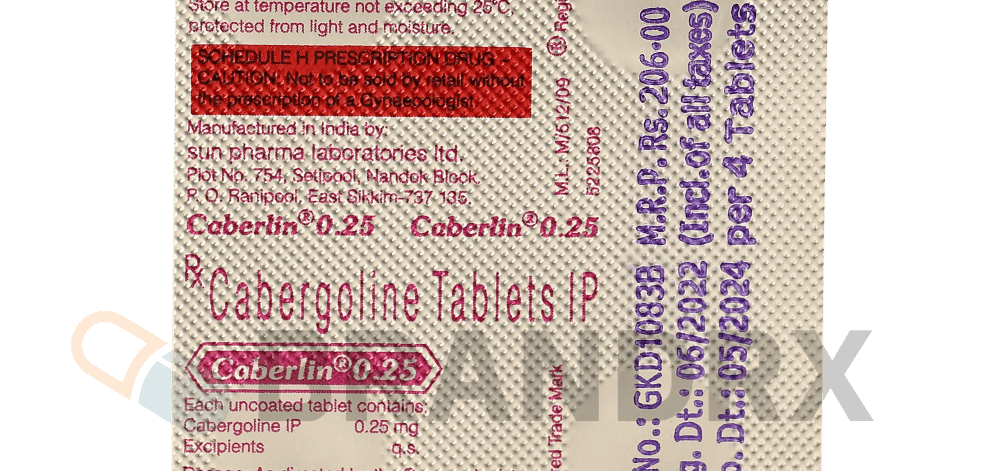 Store at temperature not exceeding 25°C,
protected from light and moisture.
SCHEDULE H PRESCRIPTION DRUG -
CAUTION: Not to be sold by retail without
the prescription of a Gynaecologist
Manufactured in India by:
sun pharma laboratories ltd.
Plot No. 754, Setipool, Nandok Block,
P. O. Ranipool, East Sikkim-737 135.
Caberlin®0.25 Caberlin®0.25
Rx Cabergoline Tablets IP
Caberlin®0.25
Each uncoated tablet contains:
Cabergoline IP 0.25 mg
Excipients q.s.
M.L.: M/512/09
5225808
® Regi
ed Trade Mark
No.: GKD1083B M.R.P. Rs.206.00
g. Dt.: 06/2022 (Incl.of all taxes)
p. Dt.: 05/2024 per 4 Tablets